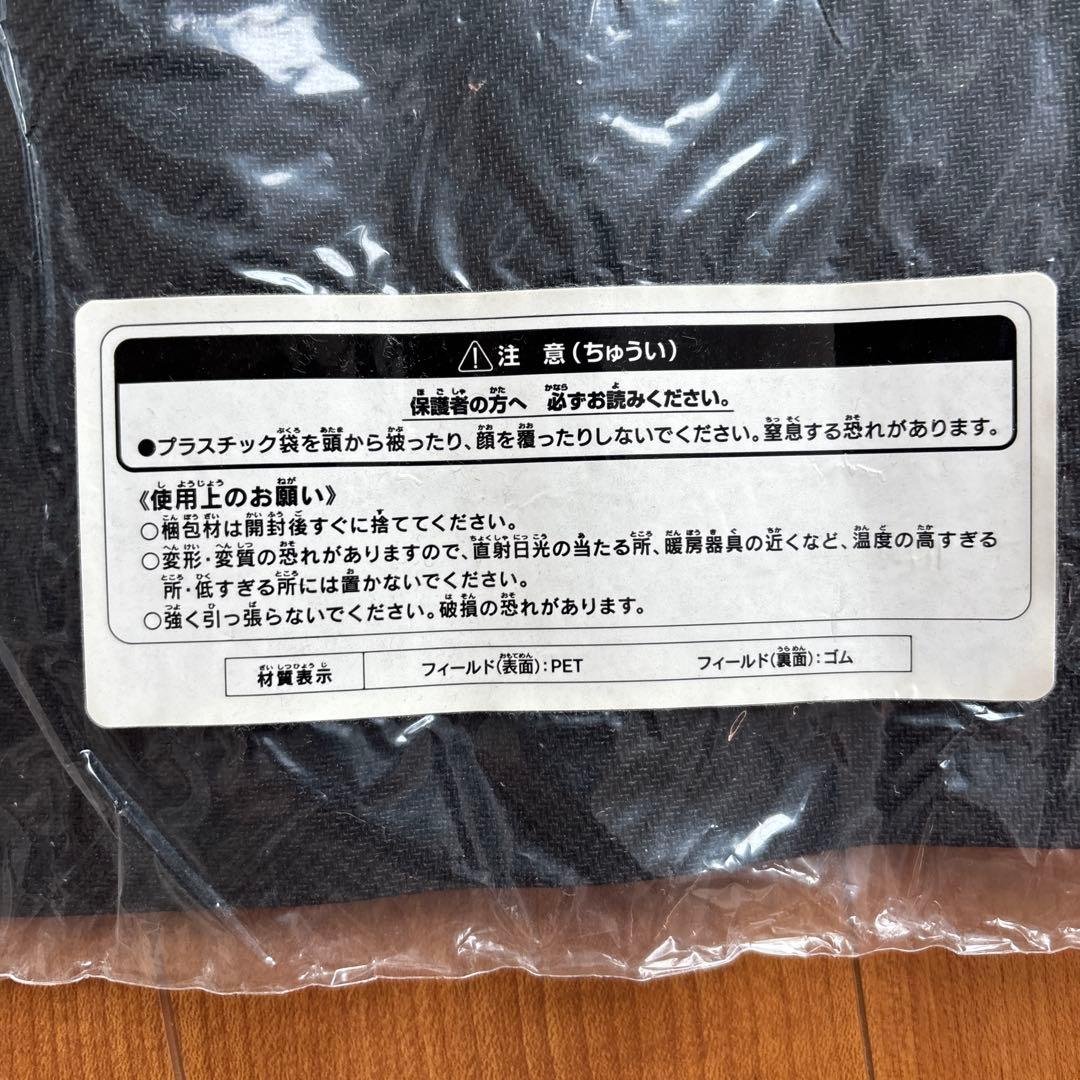 ⚠注 意(ちゅうい)
保護者の方へ 必ずお読みください。
●プラスチック袋を頭から被ったり、顔を覆ったりしないでください。窒息する恐れがあります。
《使用上のお願い》
○梱包材は開封後すぐに捨ててください。
○変形・変質の恐れがありますので、直射日光の当たる所、暖房器具の近くなど、温度の高すぎる
所・低すぎる所には置かないでください。
○強く引っ張らないでください。破損の恐れがあります。
材質表示 フィールド(表面):PET フィールド(裏面):ゴム